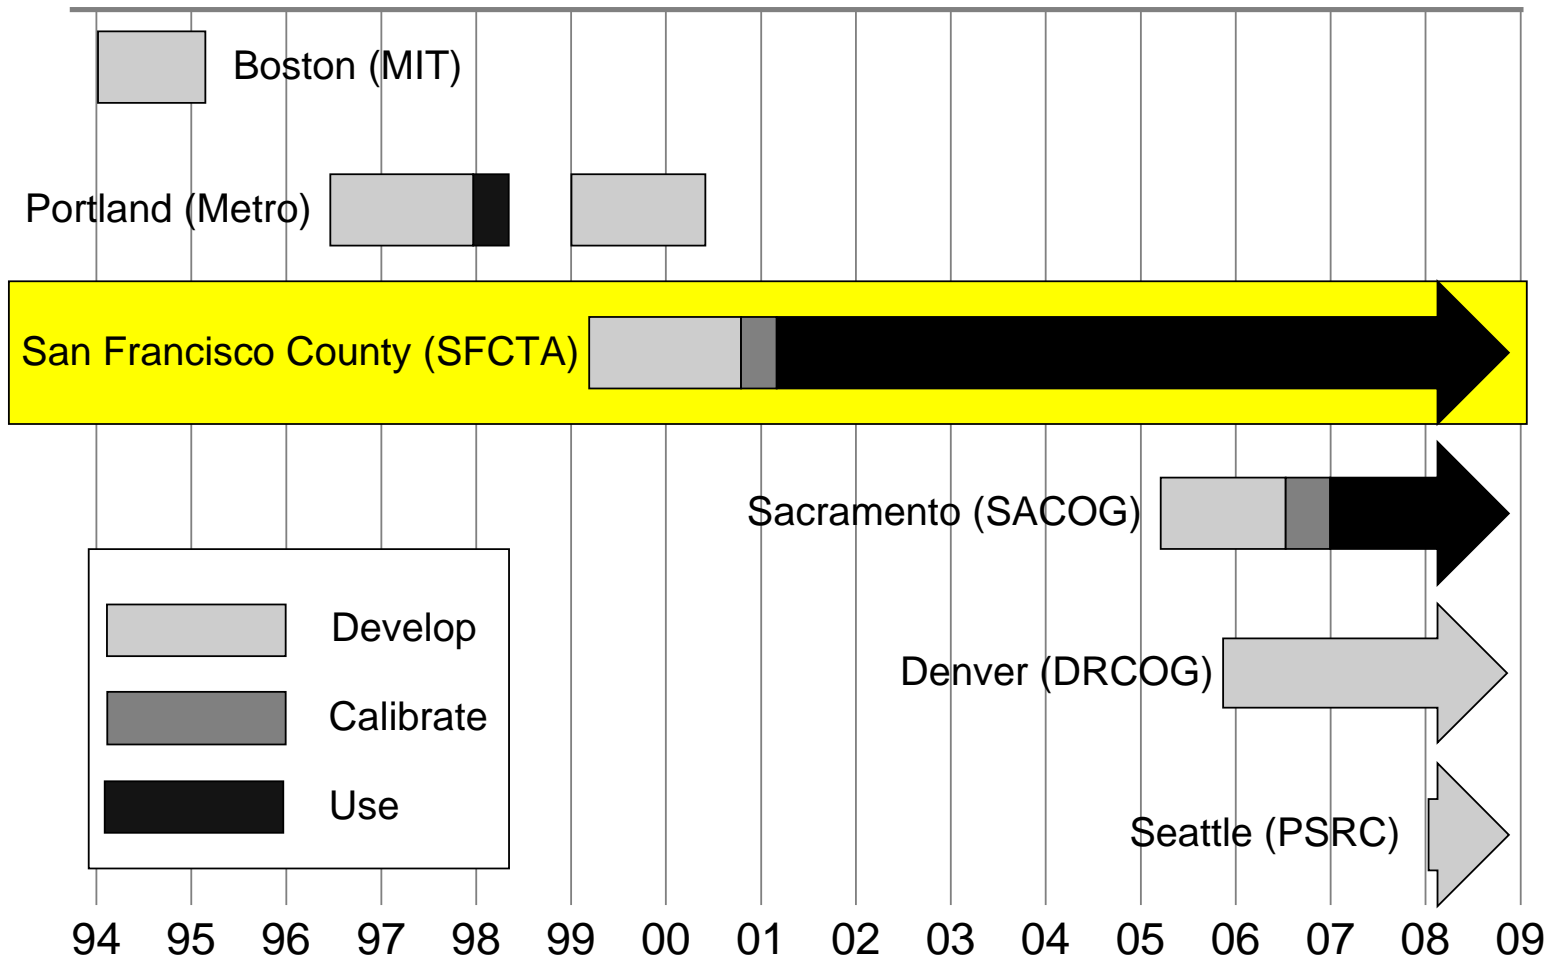 Boston (MIT)
Portland (Metro)
San Francisco County (SFCTA)
Sacramento (SACOG)
Denver (DRCOG)
Seattle (PSRC)
Develop
Calibrate
Use
94 95 96 97 98 99 00 01 02 03 04 05 06 07 08 09